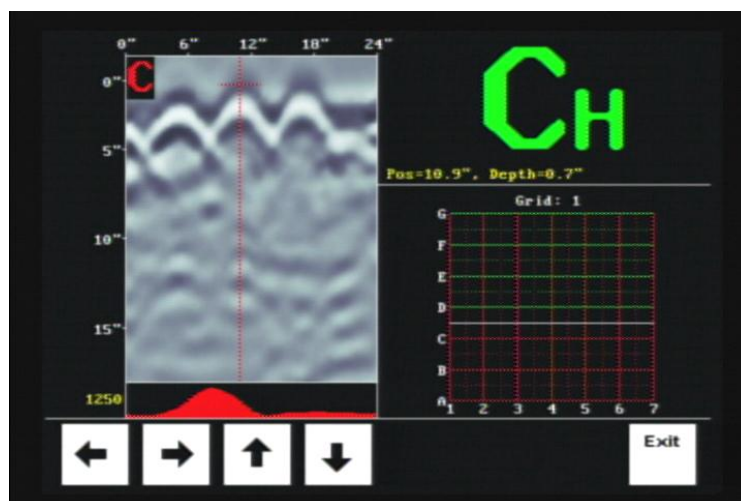 0" 6" 12" 18" 24"
C
0"
5"
10"
15"
1250
CH
Pos=10.9", Depth=0.7"
Grid: 1
G
F
E
D
C
B
A
1 2 3 4 5 6 7
Exit